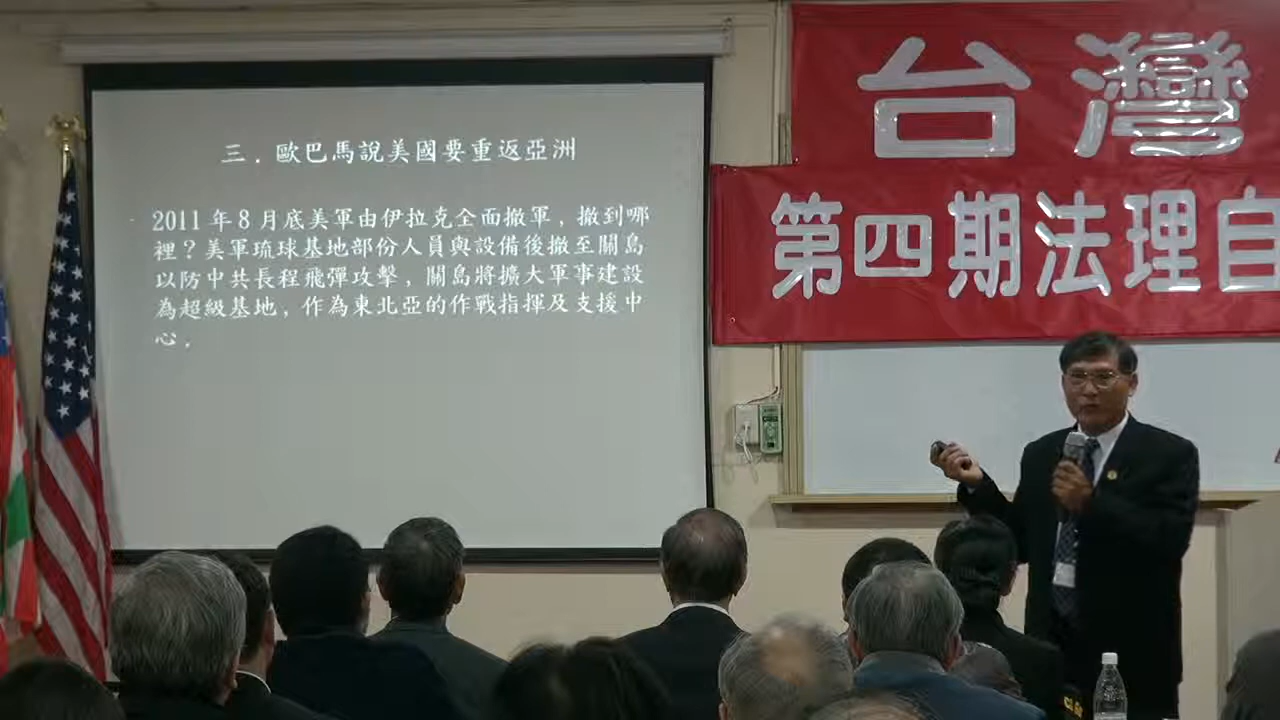 三. 歐巴馬說美國要重返亞洲
2011 年 8 月底美軍由伊拉克全面撤軍, 撤到哪
裡? 美軍琉球基地部份人員與設備後撤至關島
以防中共長程飛彈攻擊, 關島將擴大軍事建設
為超級基地, 作為東北亞的作戰指揮及支援中
心.
台灣
第四期法理自